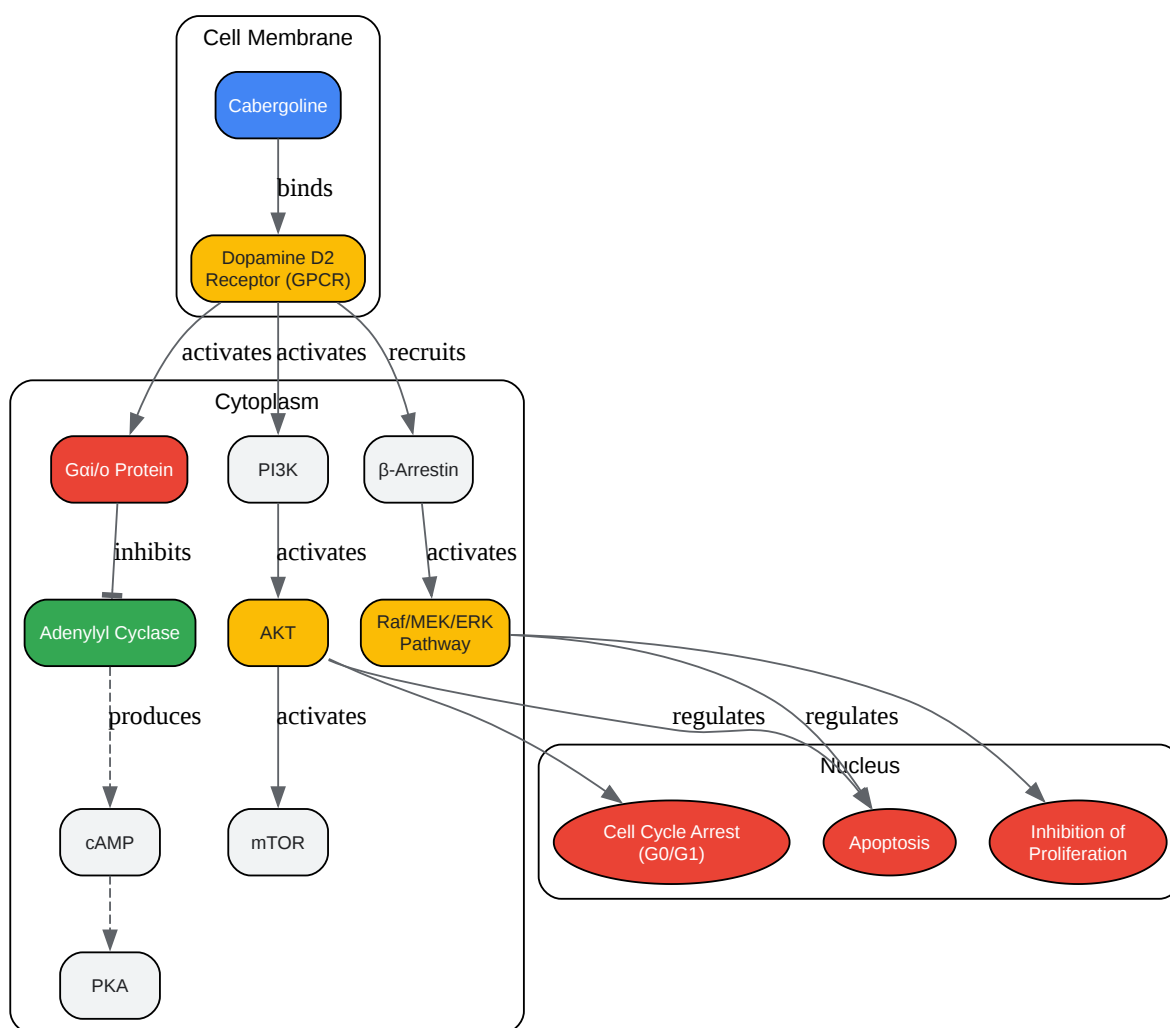 Cell Membrane
Cabergoline
binds
Dopamine D2
Receptor (GPCR)
activates
activates
recruits
Cytoplasm
Gαi/o Protein
PI3K
β-Arrestin
inhibits
activates
activates
Adenylyl Cyclase
AKT
Raf/MEK/ERK
Pathway
produces
activates
regulates
regulates
Nucleus
cAMP
mTOR
Cell Cycle Arrest
(G0/G1)
Apoptosis
Inhibition of
Proliferation
PKA